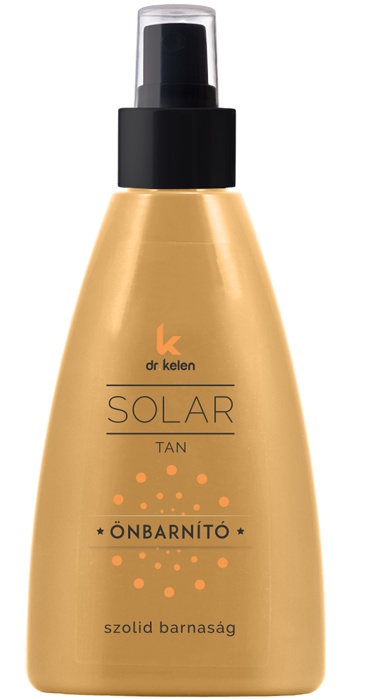 k
dr kelen
SOLAR
TAN
★ ÖNBARNÍTÓ ★
szolid barnaság